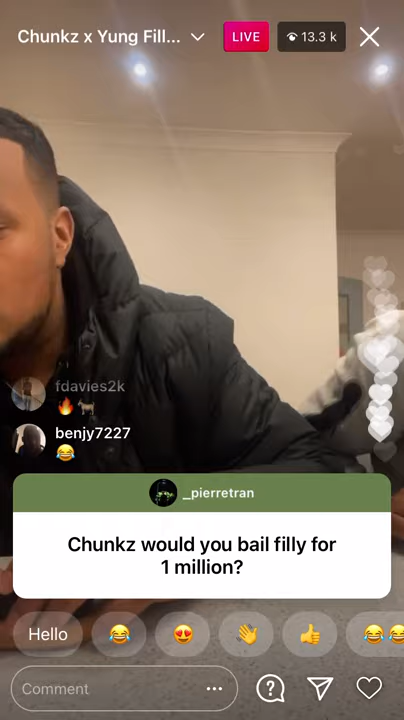 Chunkz x Yung Fill...
LIVE
13.3 k
fdavies2k
🔥🐐
benjy7227
😂
_pierretran
Chunkz would you bail filly for
1 million?
Hello 😂 😍 👋 👍 😂😂
Comment